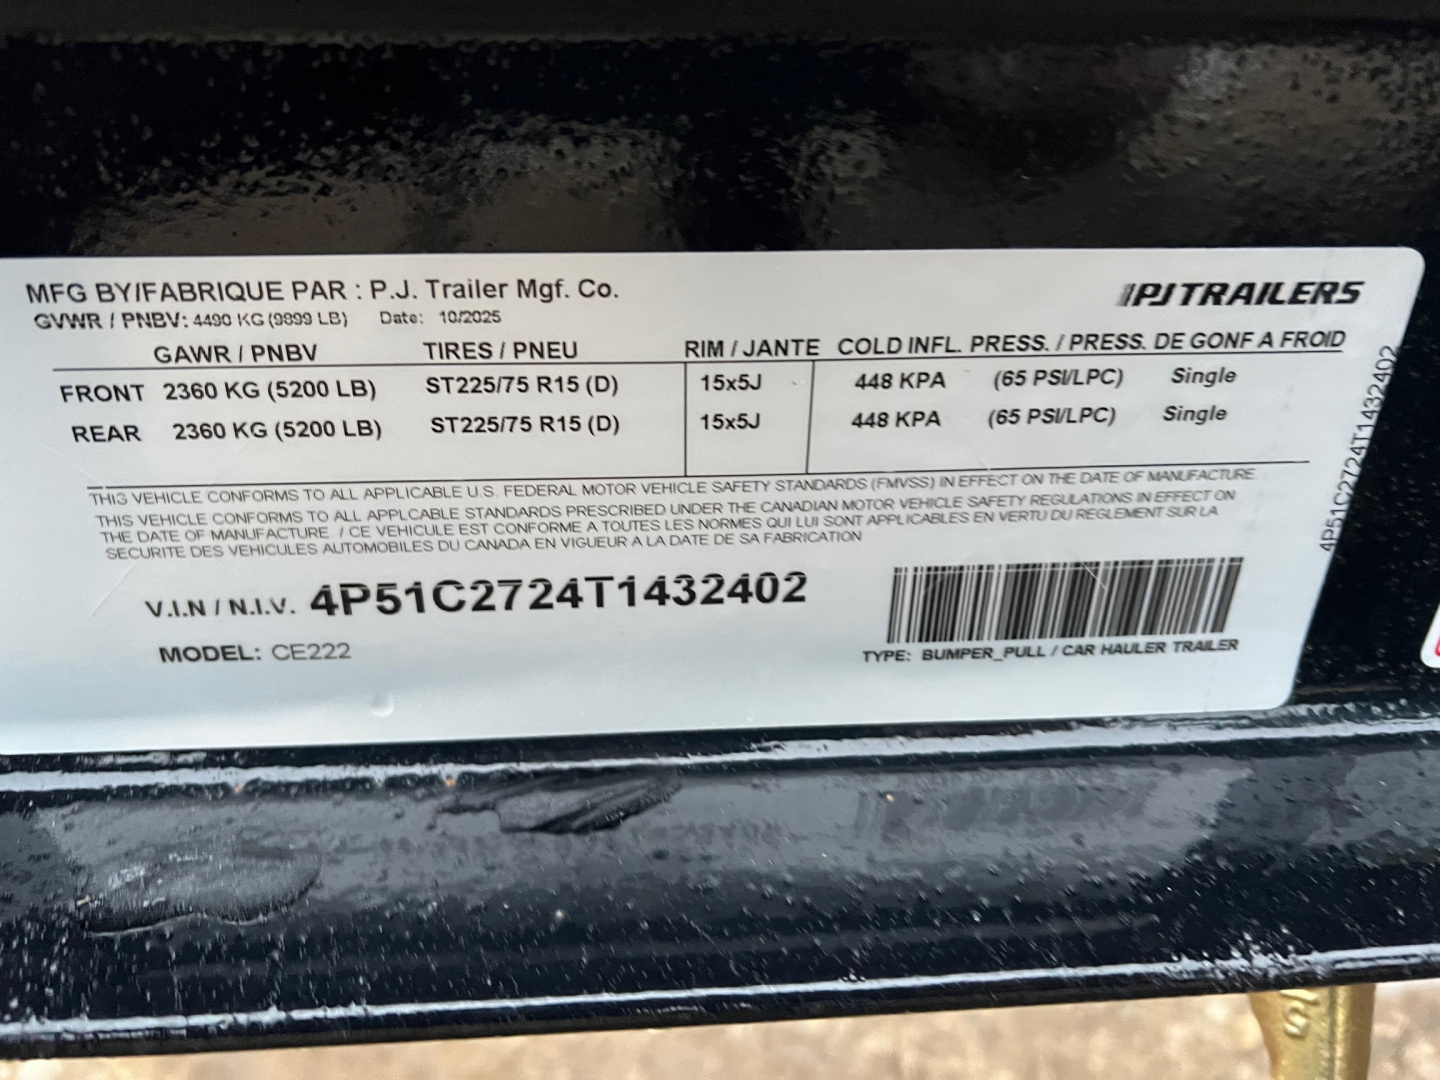 MFG BY/FABRIQUE PAR : P.J. Trailer Mfg. Co.
PJ TRAILERS
GVWR / PNBV: 4490 KG (9899 LB) Date: 10/2025
GAWR / PNBV TIRES / PNEU RIM / JANTE COLD INFL. PRESS. / PRESS. DE GONF A FROID
FRONT 2360 KG (5200 LB) ST225/75 R15 (D) 15x5J 448 KPA (65 PSI/LPC) Single
REAR 2360 KG (5200 LB) ST225/75 R15 (D) 15x5J 448 KPA (65 PSI/LPC) Single
THIS VEHICLE CONFORMS TO ALL APPLICABLE U.S. FEDERAL MOTOR VEHICLE SAFETY STANDARDS (FMVSS) IN EFFECT ON THE DATE OF MANUFACTURE.
THIS VEHICLE CONFORMS TO ALL APPLCABLE STANDARDS PRESCRIBED UNDER THE CANADIAN MOTOR VEHICLE SAFETY REGULATIONS IN EFFECT ON
THE DATE OF MANUFACTURE. / CE VEHICULE EST CONFORME A TOUTES LES NORMES QUI LUI SONT APPLICABLES EN VERTU DU REGLEMENT SUR LA
SECURITE DES VEHICULES AUTOMOBILES DU CANADA EN VIGUEUR A LA DATE DE SA FABRICATION
V.I.N / N.I.V. 4P51C2724T1432402
MODEL: CE222
TYPE: BUMPER_PULL / CAR HAULER TRAILER
4P51C2724T1432402
5